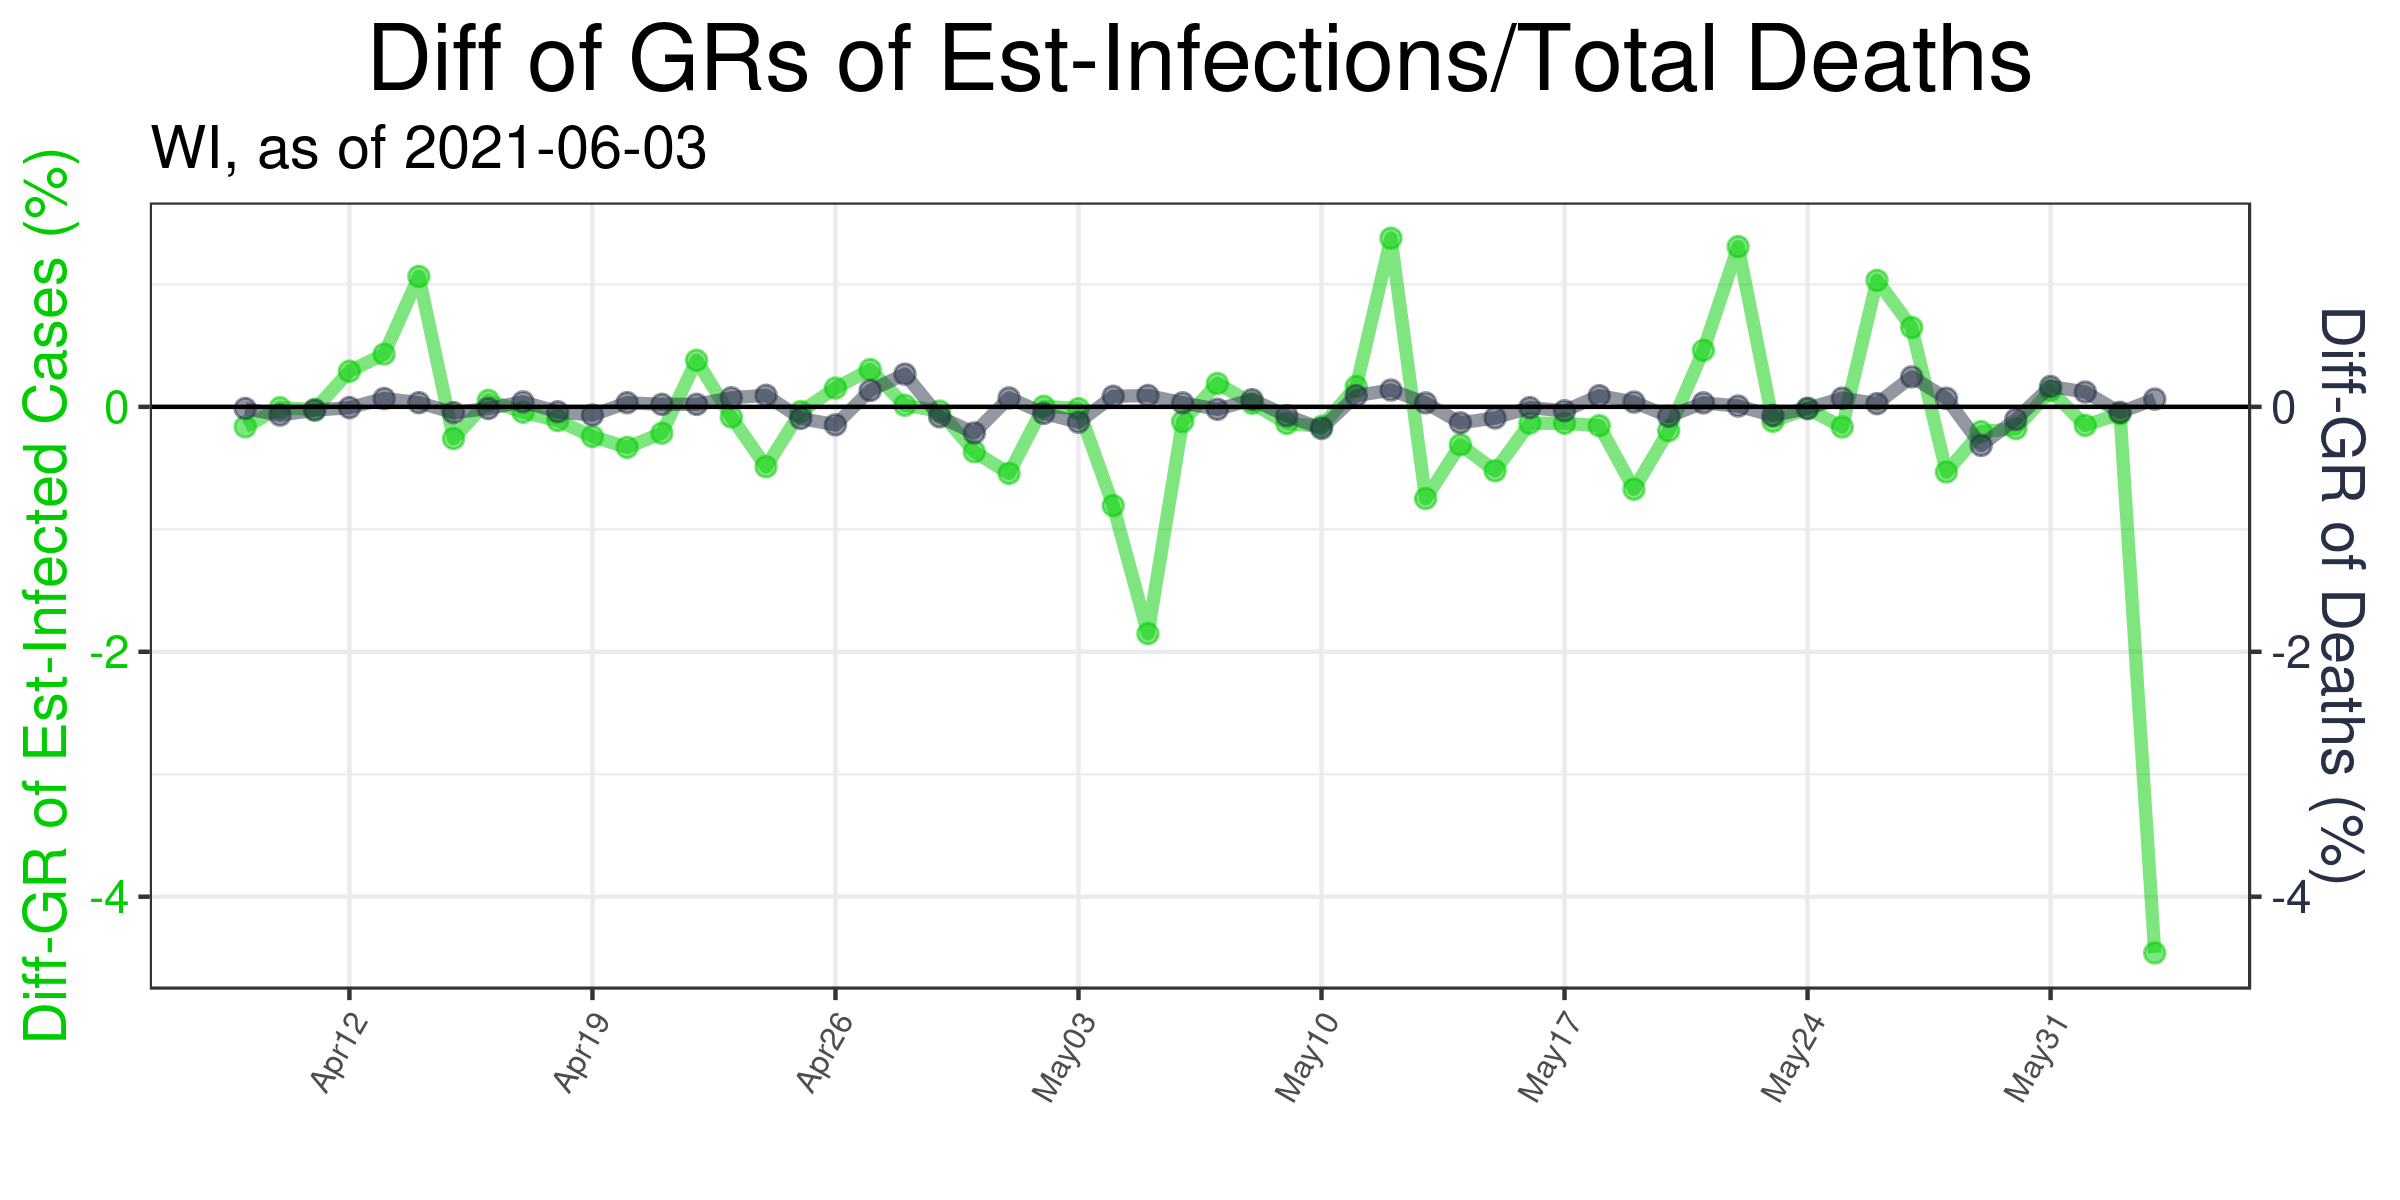 Diff of GRs of Est-Infections/Total Deaths
WI, as of 2021-06-03
Diff-GR of Est-Infected Cases (%)
0
-2
-4
0
-2
-4
Diff-GR of Deaths (%)
Apr12
Apr19
Apr26
May03
May10
May17
May24
May31